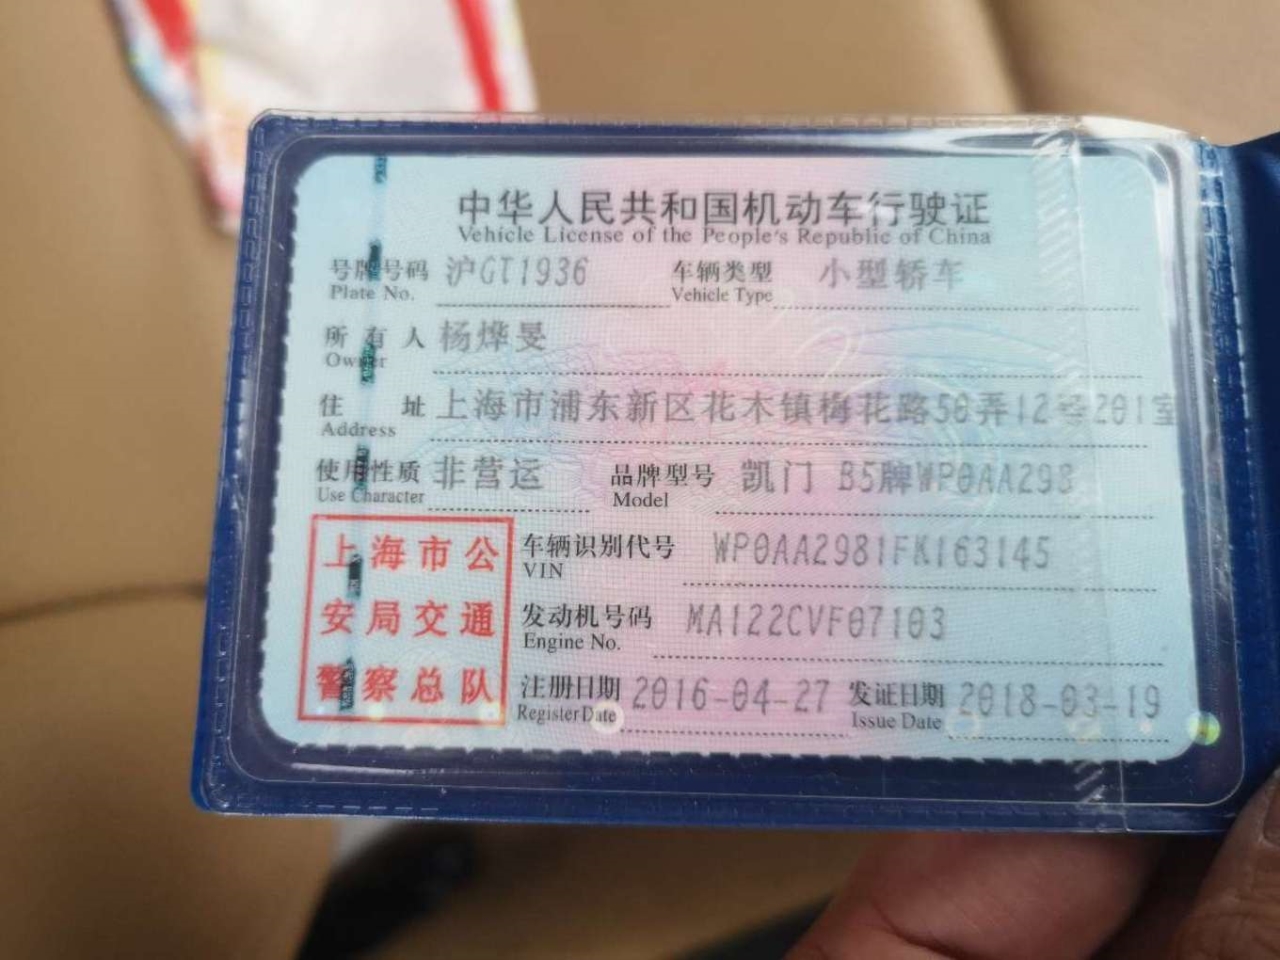 中华人民共和国机动车行驶证
Vehicle License of the People's Republic of China
号牌号码 沪GT1936 车辆类型 小型轿车
Plate No. Vehicle Type
所有人 杨烨旻
Owner
住址 上海市浦东新区花木镇梅花路50弄12号201室
Address
使用性质 非营运 品牌型号 凯门 B5牌WP0AA298
Use Character Model
上海市公
安局交通
警察总队
车辆识别代号 WP0AA2981FK163145
VIN
发动机号码 MA122CVF07103
Engine No.
注册日期 2016-04-27 发证日期 2018-03-19
Register Date Issue Date